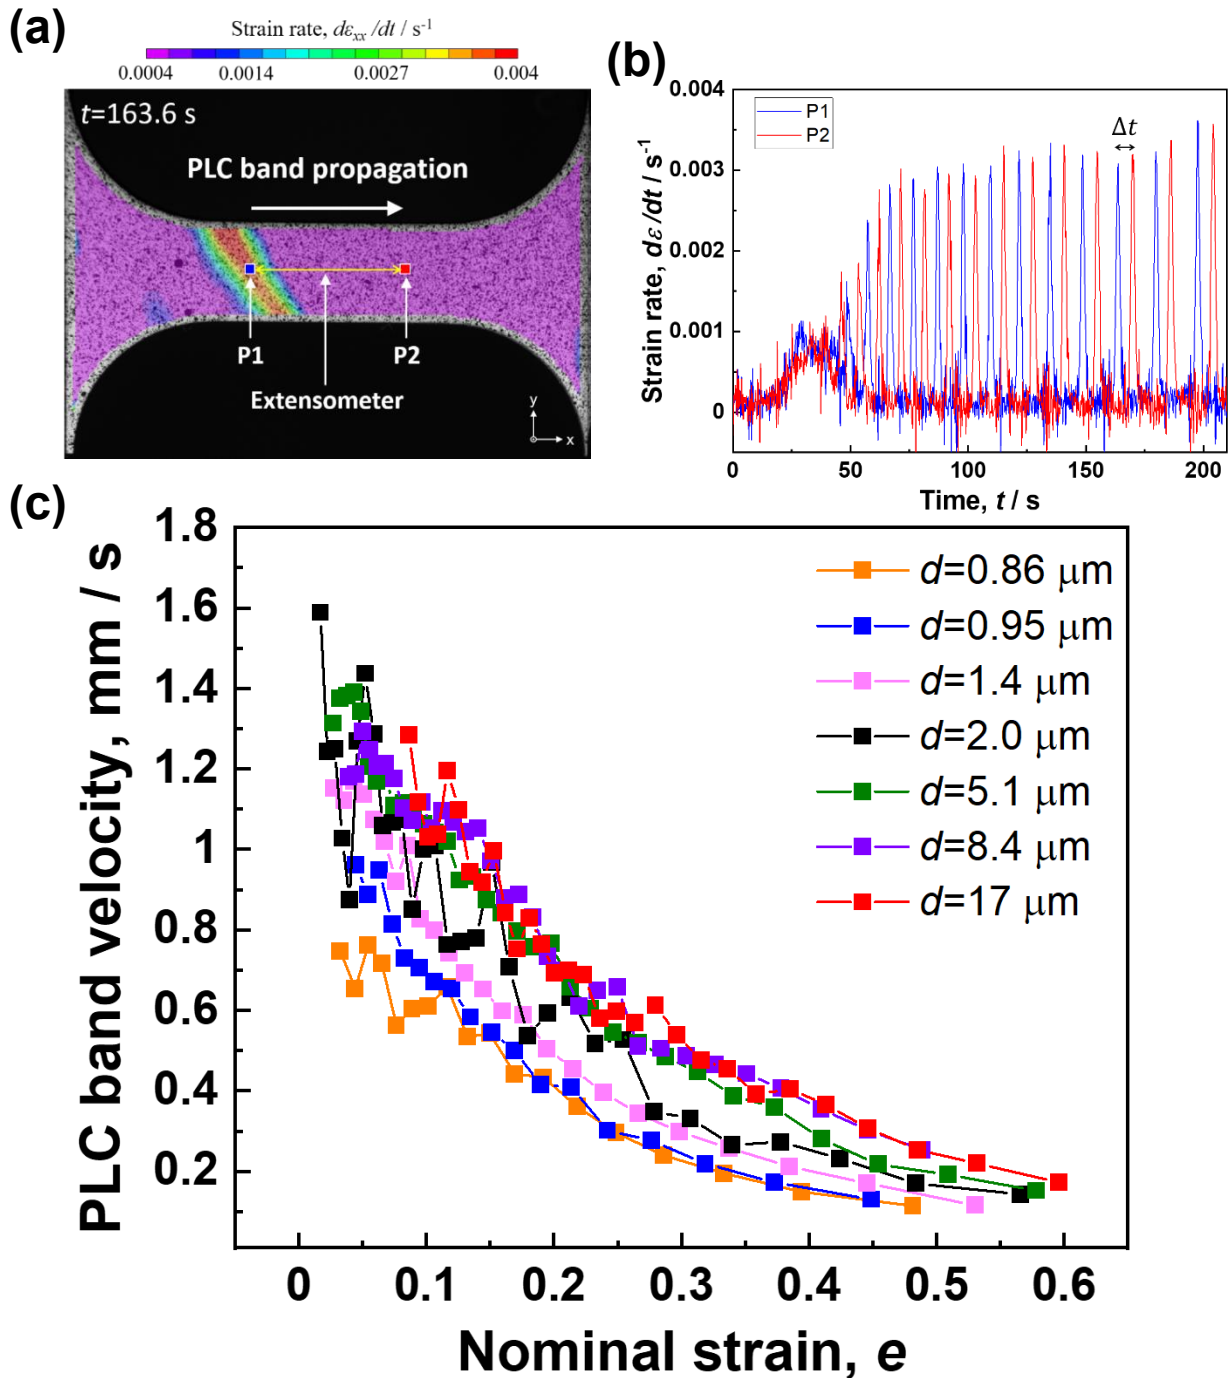 (a)
Strain rate, dεxx /dt / s-1
0.0004 0.0014 0.0027 0.004
t=163.6 s
PLC band propagation
P1 P2
Extensometer
y
x
(b)
0.004
0.003
0.002
0.001
0
Strain rate, dε/dt / s-1
P1
P2
Δt
0 50 100 150 200
Time, t / s
(c)
1.8
1.6
1.4
1.2
1
0.8
0.6
0.4
0.2
PLC band velocity, mm / s
d=0.86 μm
d=0.95 μm
d=1.4 μm
d=2.0 μm
d=5.1 μm
d=8.4 μm
d=17 μm
0 0.1 0.2 0.3 0.4 0.5 0.6
Nominal strain, e